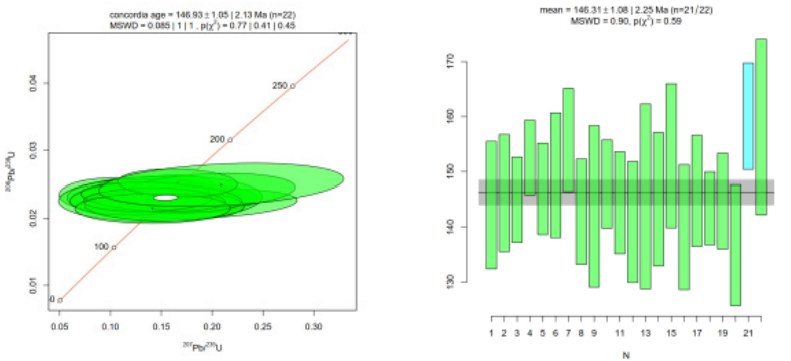 concordia age = 146.93 ± 1.05 | 2.13 Ma (n=22)
MSWD = 0.085 | 1 | 1 , p(χ²) = 0.77 | 0.41 | 0.45
0.04
0.03
0.02
0.01
²⁰⁶Pb/²³⁸U
250
200
100
0
0.05 0.10 0.15 0.20 0.25 0.30
²⁰⁷Pb/²³⁵U
mean = 146.31 ± 1.08 | 2.25 Ma (n=21/22)
MSWD = 0.90, p(χ²) = 0.59
170
160
150
140
130
1 2 3 4 5 6 7 8 9 11 13 15 17 19 21
N